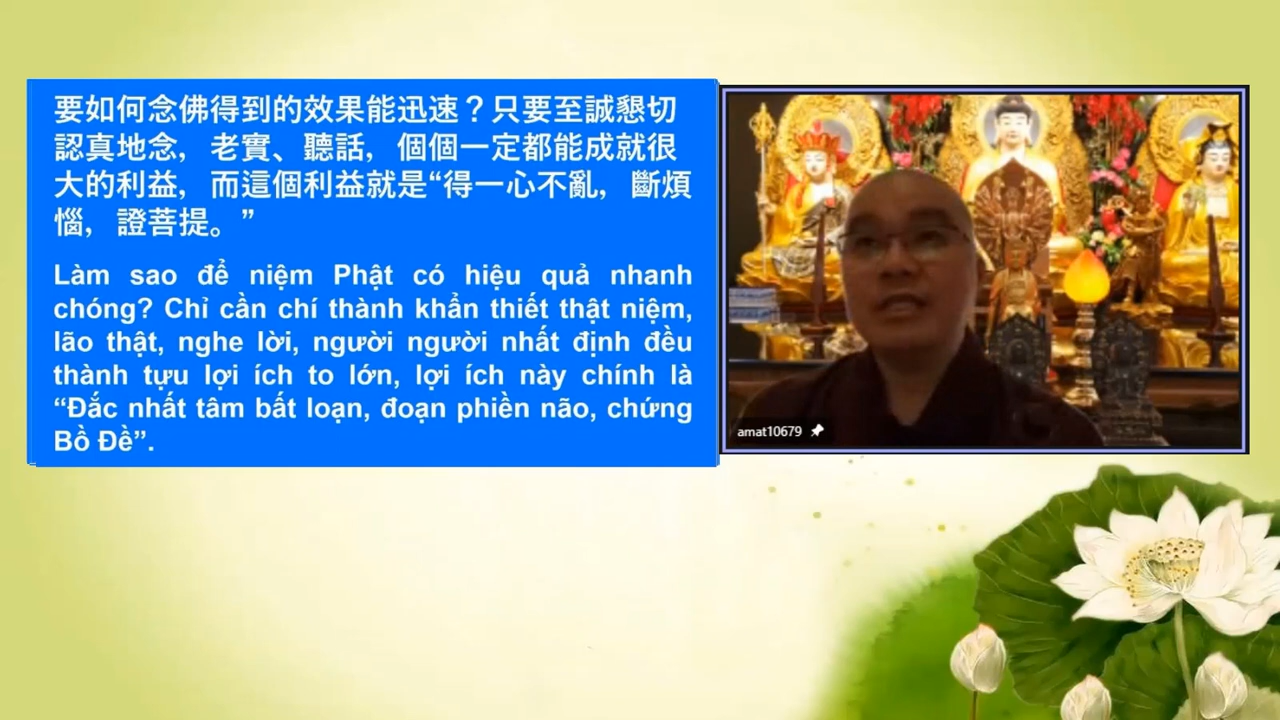 要如何念佛得到的效果能迅速？只要至誠懇切
認真地念，老實、聽話，個個一定都能成就很
大的利益，而這個利益就是“得一心不亂，斷煩
惱，證菩提。”
Làm sao để niệm Phật có hiệu quả nhanh
chóng? Chỉ cần chí thành khẩn thiết thật niệm,
lão thật, nghe lời, người người nhất định đều
thành tựu lợi ích to lớn, lợi ích này chính là
“Đắc nhất tâm bất loạn, đoạn phiền não, chứng
Bồ Đề”.
amat10679